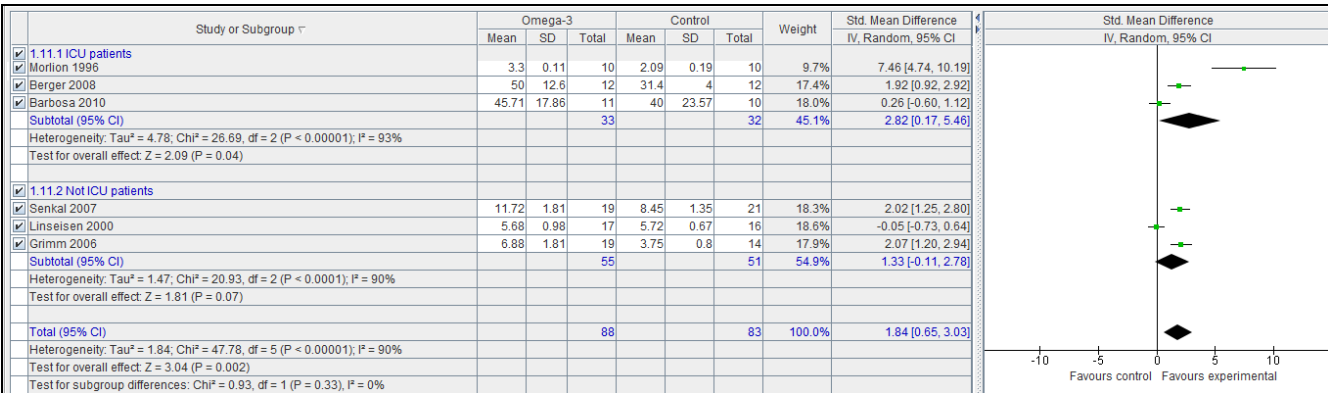 Study or Subgroup Omega-3 Control Weight Std. Mean Difference Std. Mean Difference
Mean SD Total Mean SD Total IV, Random, 95% CI IV, Random, 95% CI
1.11.1 ICU patients
Morlion 1996 3.3 0.11 10 2.09 0.19 10 9.7% 7.46 [4.74, 10.19]
Berger 2008 50 12.6 12 31.4 4 12 17.4% 1.92 [0.92, 2.92]
Barbosa 2010 45.71 17.86 11 40 23.57 10 18.0% 0.26 [-0.60, 1.12]
Subtotal (95% CI) 33 32 45.1% 2.82 [0.17, 5.46]
Heterogeneity: Tau² = 4.78; Chi² = 26.69, df = 2 (P < 0.00001); I² = 93%
Test for overall effect: Z = 2.09 (P = 0.04)
1.11.2 Not ICU patients
Senkal 2007 11.72 1.81 19 8.45 1.35 21 18.3% 2.02 [1.25, 2.80]
Linseisen 2000 5.68 0.98 17 5.72 0.67 16 18.6% -0.05 [-0.73, 0.64]
Grimm 2006 6.88 1.81 19 3.75 0.8 14 17.9% 2.07 [1.20, 2.94]
Subtotal (95% CI) 55 51 54.9% 1.33 [-0.11, 2.78]
Heterogeneity: Tau² = 1.47; Chi² = 20.93, df = 2 (P < 0.0001); I² = 90%
Test for overall effect: Z = 1.81 (P = 0.07)
Total (95% CI) 88 83 100.0% 1.84 [0.65, 3.03]
Heterogeneity: Tau² = 1.84; Chi² = 47.78, df = 5 (P < 0.00001); I² = 90%
Test for overall effect: Z = 3.04 (P = 0.002)
Test for subgroup differences: Chi² = 0.93, df = 1 (P = 0.33), I² = 0%
-10 -5 0 5 10
Favours control Favours experimental